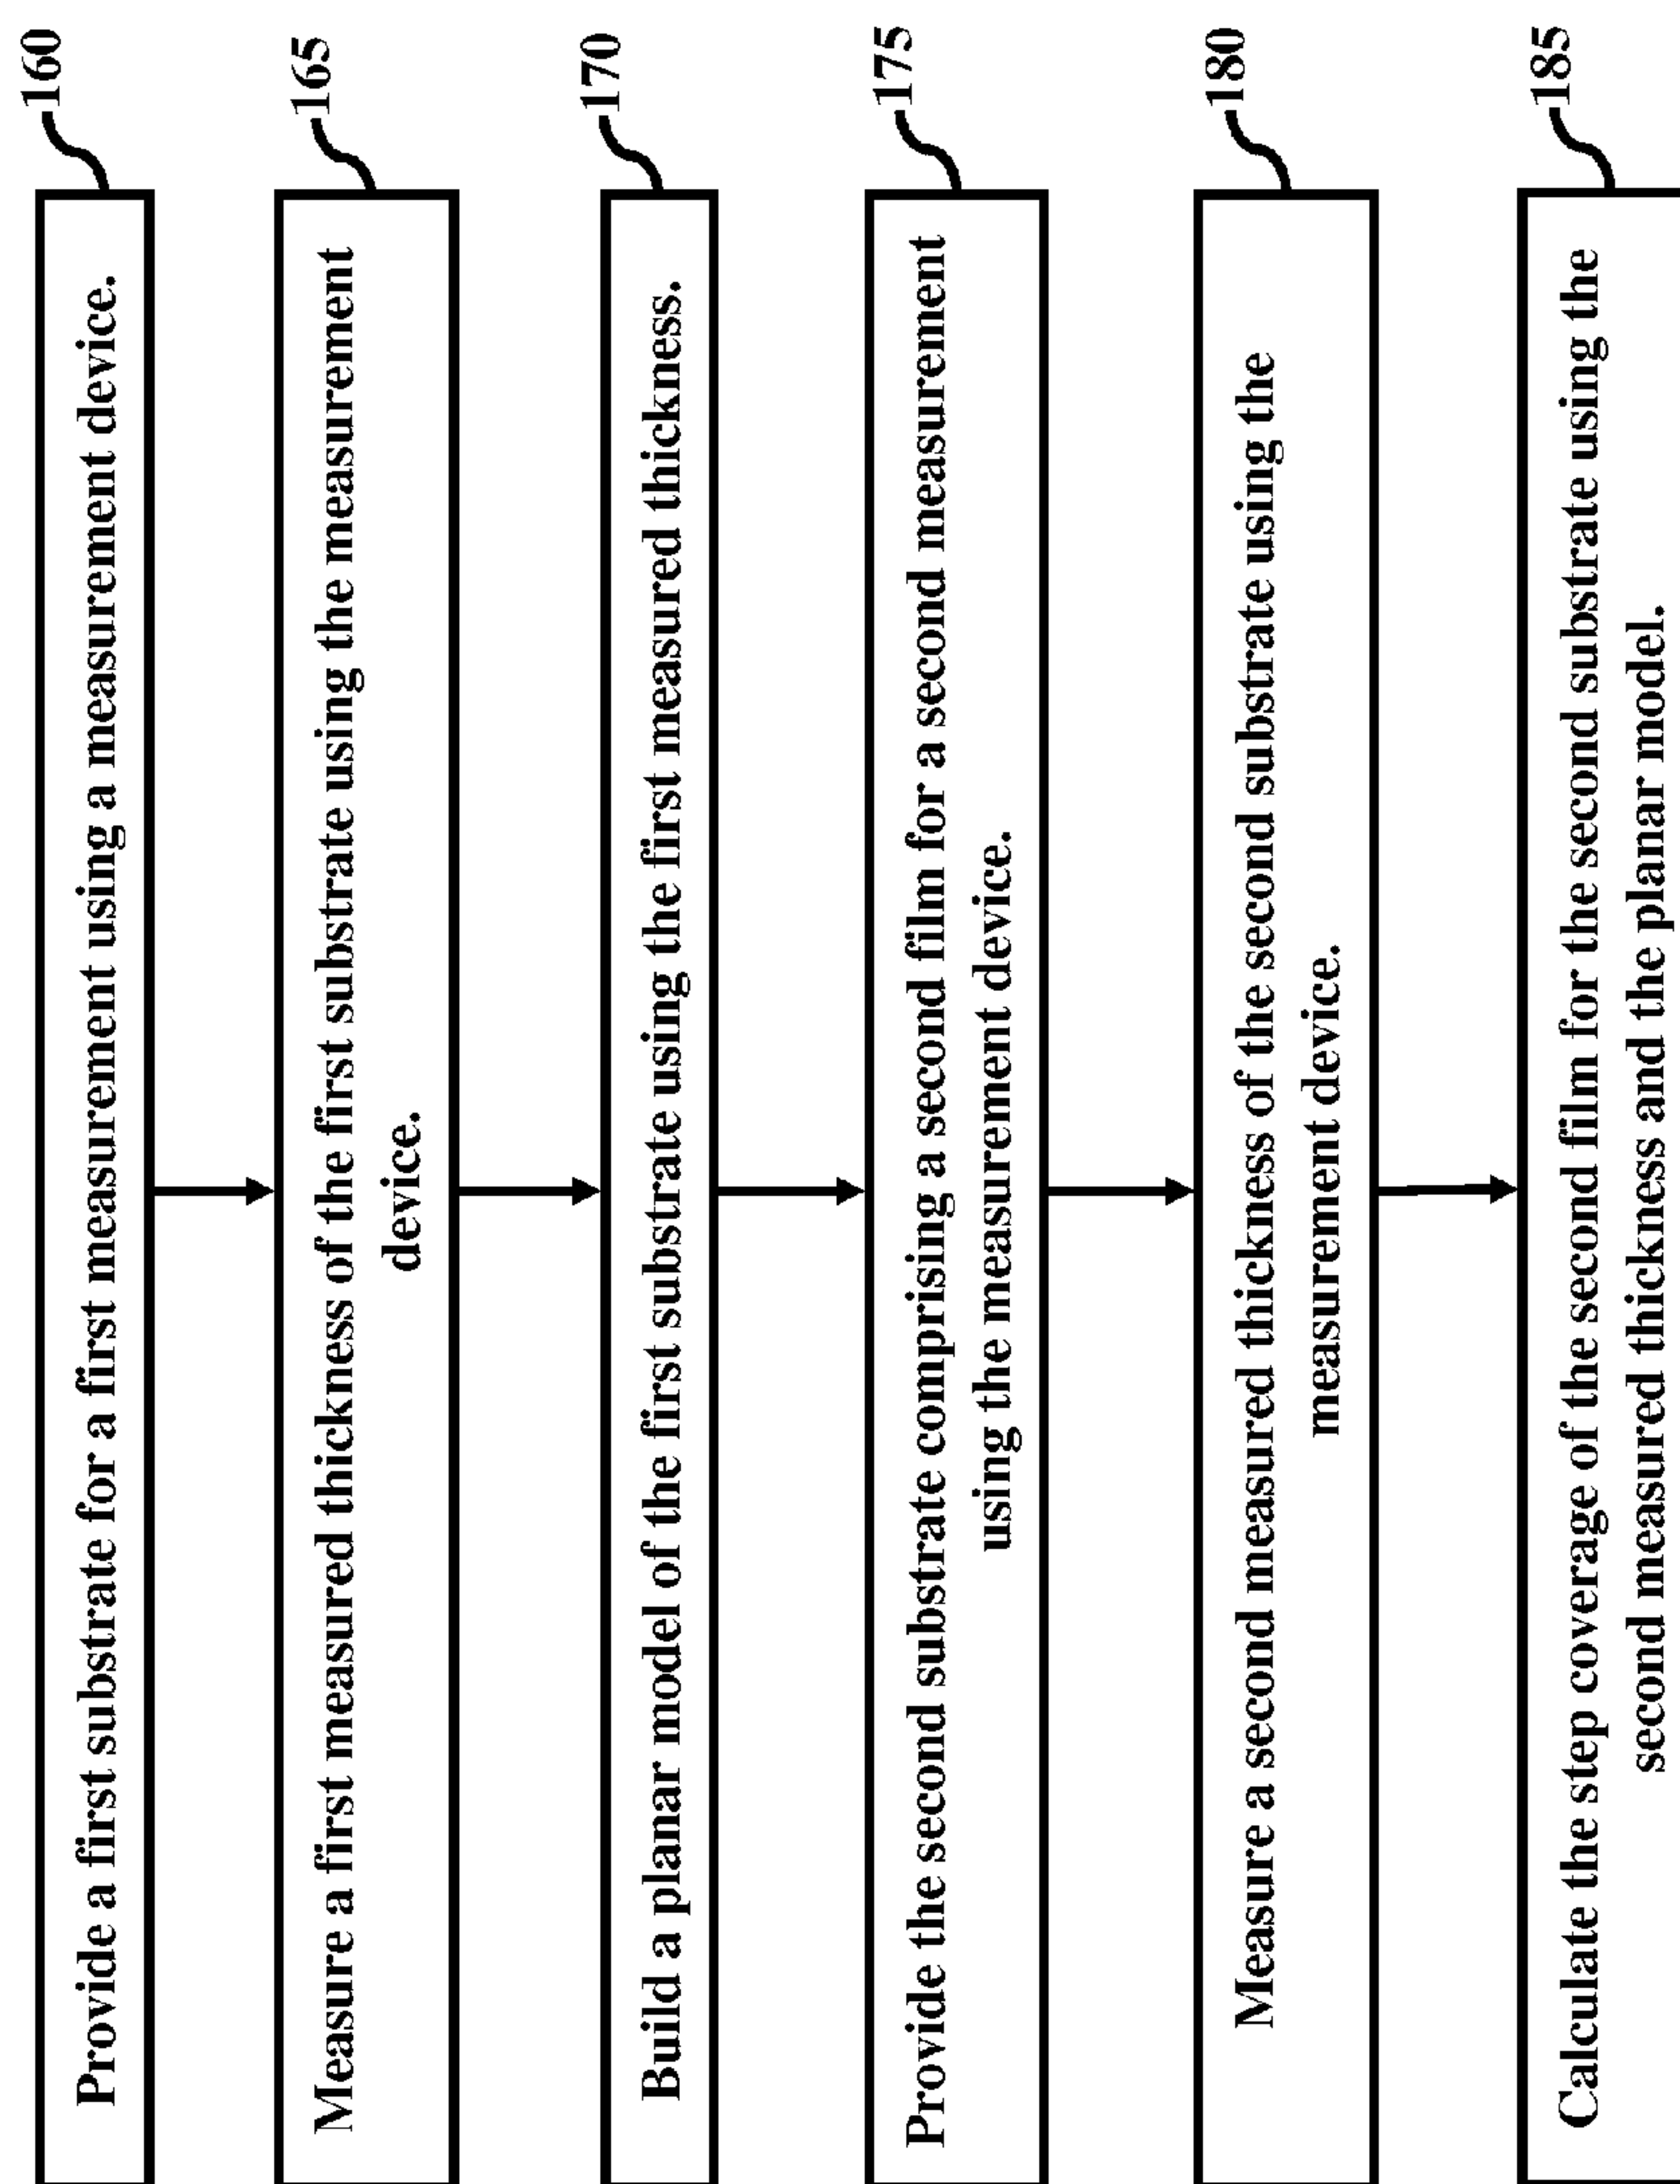 160
Provide a first substrate for a first measurement using a measurement device.
165
Measure a first measured thickness of the first substrate using the measurement
device.
170
Build a planar model of the first substrate using the first measured thickness.
175
Provide the second substrate comprising a second film for a second measurement
using the measurement device.
180
Measure a second measured thickness of the second substrate using the
measurement device.
185
Calculate the step coverage of the second film for the second substrate using the
second measured thickness and the planar model.